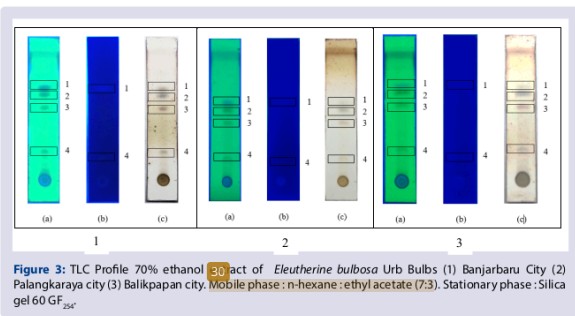 1
2
3
4
1
4
1
2
3
4
(a)
(b)
(c)
1
1
2
3
4
1
4
1
2
3
4
(a)
(b)
(c)
2
1
2
3
4
1
4
1
2
3
4
(a)
(b)
(c)
3
Figure 3: TLC Profile 70% ethanol 30 act of Eleutherine bulbosa Urb Bulbs (1) Banjarbaru City (2)
Palangkaraya city (3) Balikpapan city. Mobile phase : n-hexane : ethyl acetate (7:3). Stationary phase : Silica
gel 60 GF254.